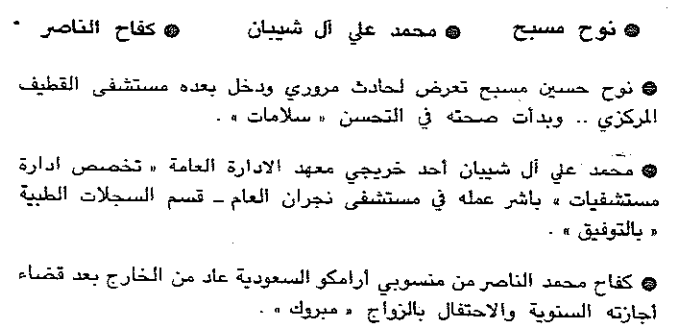 ● نوح مسبح ● محمد علي آل شيبان ● كفاح الناصر .
● نوح حسين مسبح تعرض لحادث مروري ودخل بعده مستشفى القطيف
المركزي .. وبدأت صحته في التحسن « سلامات » .
● محمد علي آل شيبان أحد خريجي معهد الادارة العامة « تخصص ادارة
مستشفيات » باشر عمله في مستشفى نجران العام ــ قسم السجلات الطبية
« بالتوفيق » .
● كفاح محمد الناصر من منسوبي أرامكو السعودية عاد من الخارج بعد قضاء
أجازته السنوية والاحتفال بالزواج « مبروك » .